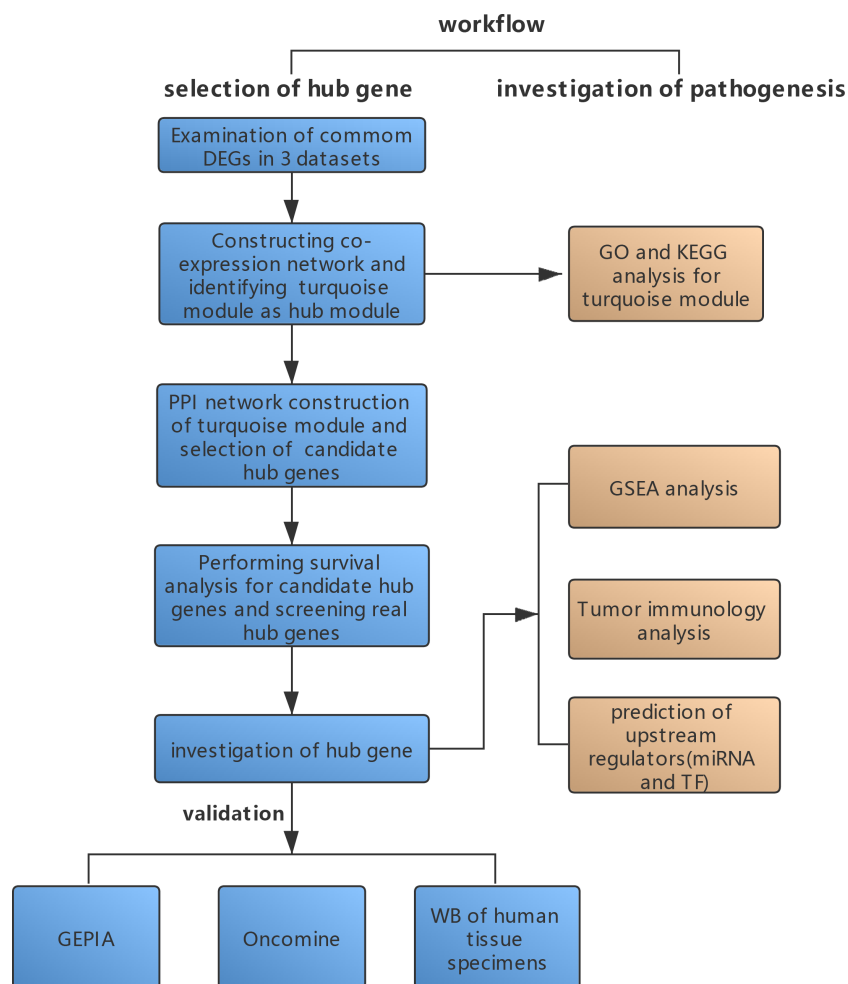 workflow
selection of hub gene
investigation of pathogenesis
Examination of commom
DEGs in 3 datasets
Constructing co-
expression network and
identifying turquoise
module as hub module
GO and KEGG
analysis for
turquoise module
PPI network construction
of turquoise module and
selection of candidate
hub genes
GSEA analysis
Performing survival
analysis for candidate hub
genes and screening real
hub genes
Tumor immunology
analysis
investigation of hub gene
prediction of
upstream
regulators(miRNA
and TF)
validation
GEPIA
Oncomine
WB of human
tissue
specimens